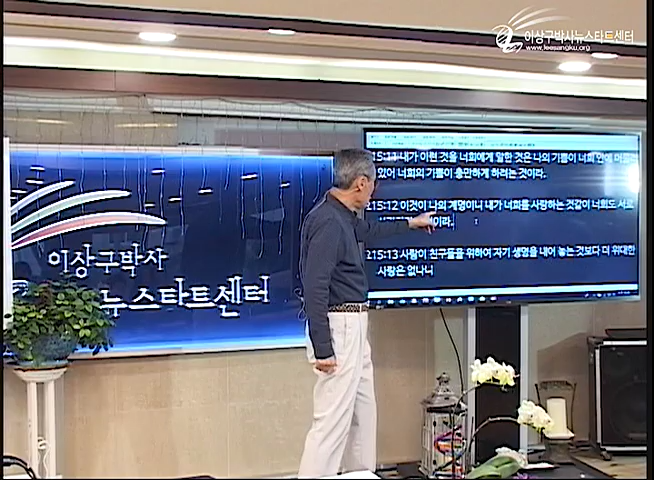 이상구박사뉴스타트센터
www.leesangku.org
15:11 내가 이런 것을 너희에게 말한 것은 나의 기쁨이 너희 안에
있어 너희의 기쁨이 충만하게 하려는 것이라.
15:12 이것이 나의 계명이니 내가 너희를 사랑하는 것같이 너희도 서로
이라.
15:13 사람이 친구들을 위하여 자기 생명을 내어 놓는 것보다 더 위대한
사랑은 없나니
이상구박사
뉴스타트센터